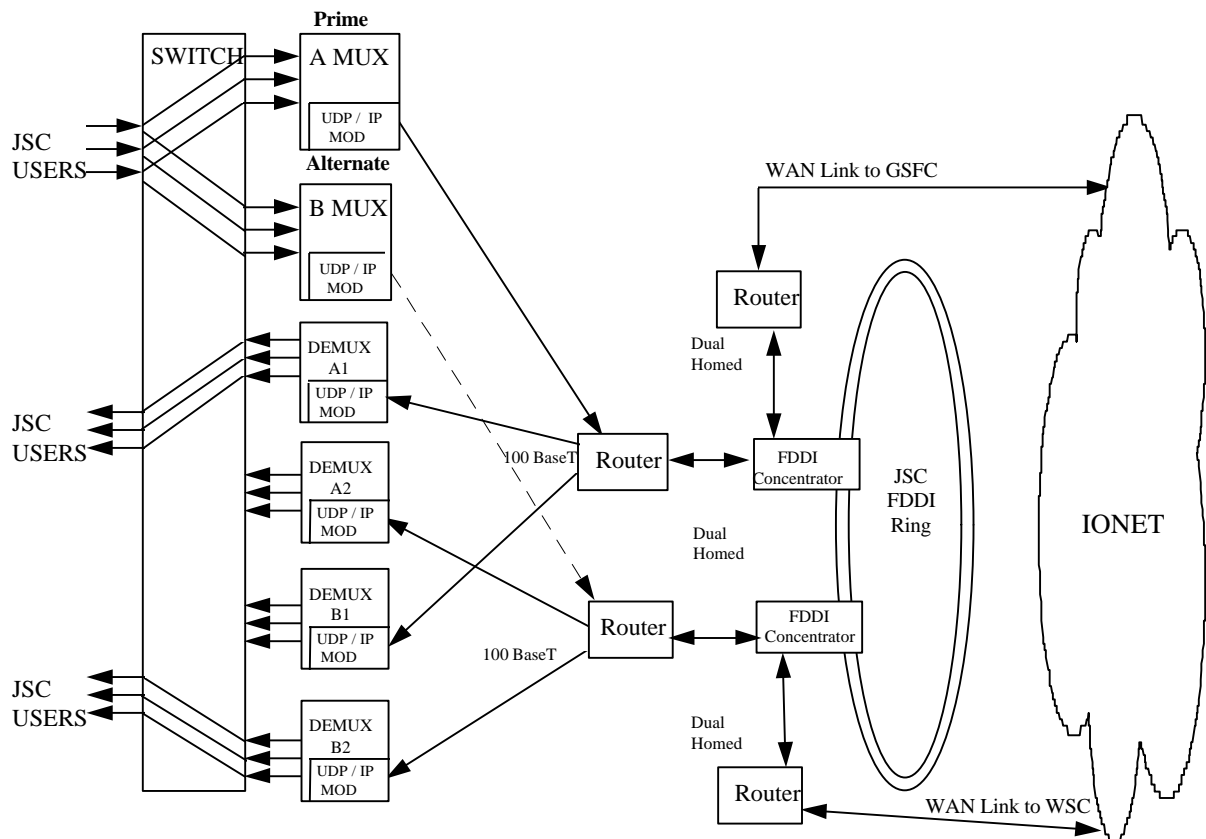 Prime
SWITCH
A MUX
UDP / IP
MOD
JSC
USERS
Alternate
B MUX
UDP / IP
MOD
DEMUX
A1
UDP / IP
MOD
JSC
USERS
DEMUX
A2
UDP / IP
MOD
DEMUX
B1
UDP / IP
MOD
JSC
USERS
DEMUX
B2
UDP / IP
MOD
100 BaseT
Router
100 BaseT
Router
WAN Link to GSFC
Router
Dual
Homed
FDDI
Concentrator
Dual
Homed
FDDI
Concentrator
Dual
Homed
Router
WAN Link to WSC
JSC
FDDI
Ring
IONET